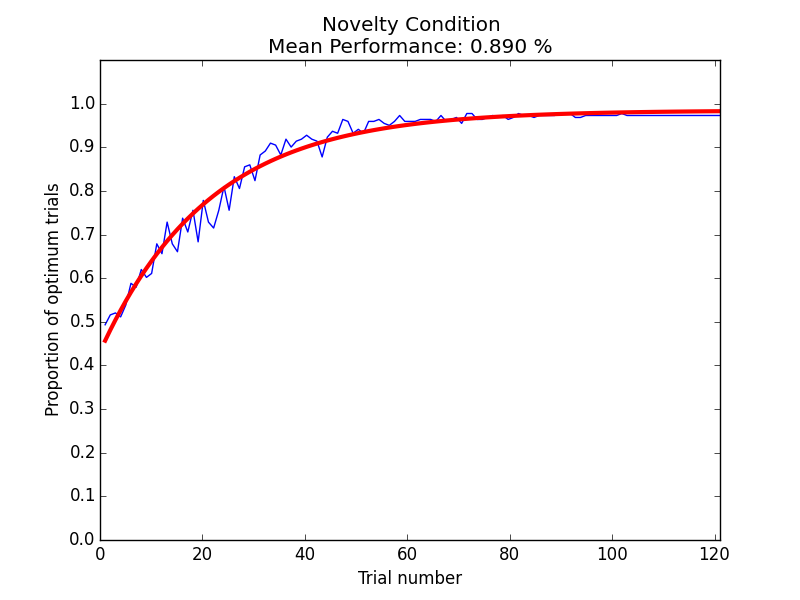 Novelty Condition
Mean Performance: 0.890 %
1.0
0.9
0.8
0.7
0.6
0.5
0.4
0.3
0.2
0.1
0.0
Proportion of optimum trials
0 20 40 60 80 100 120
Trial number